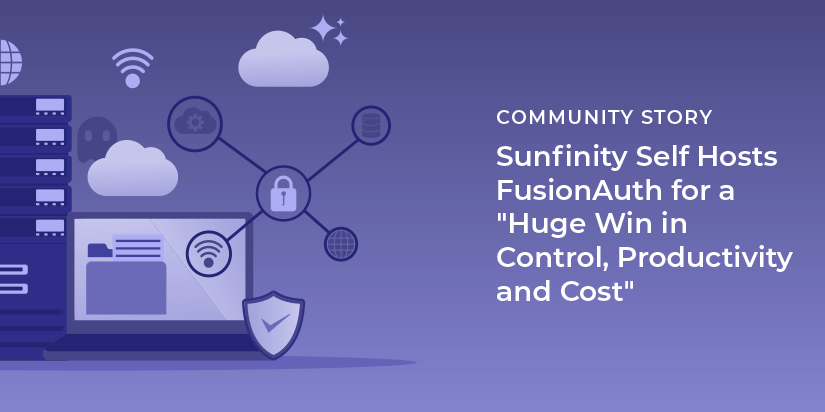 COMMUNITY STORY
Sunfinity Self Hosts
FusionAuth for a
"Huge Win in
Control, Productivity
and Cost"